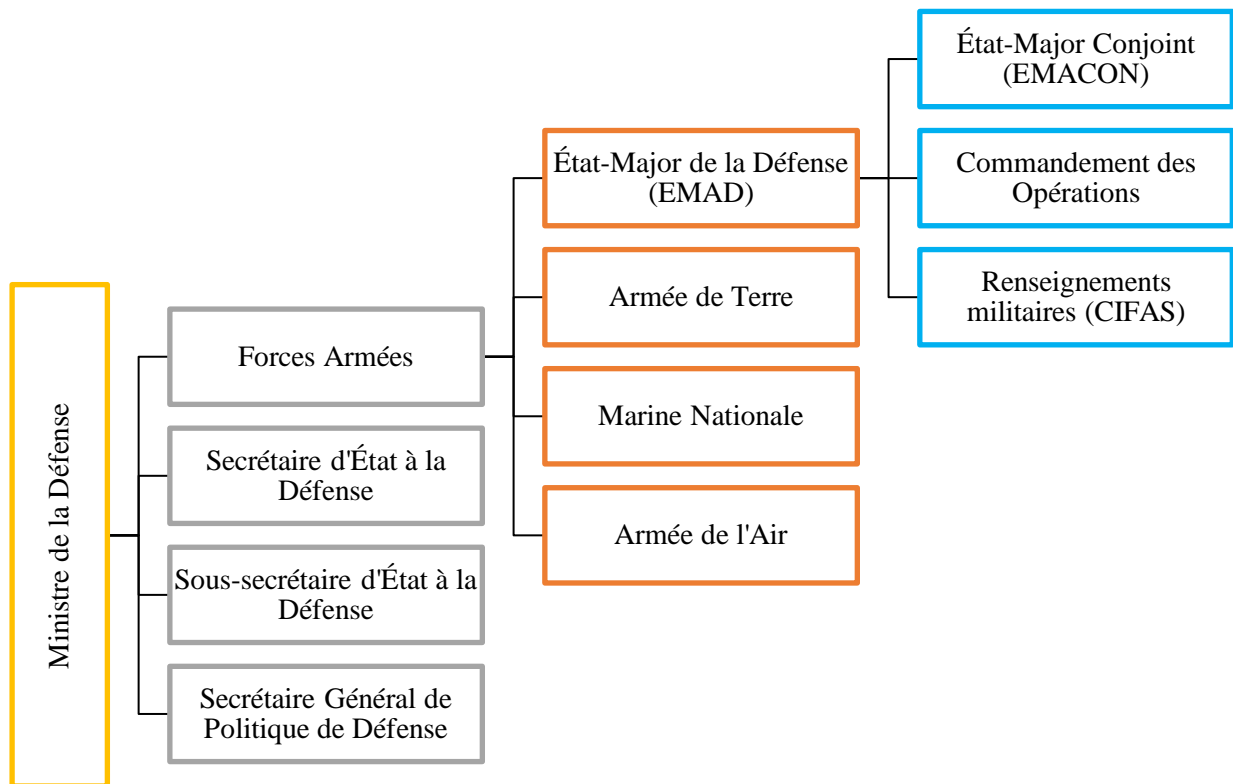 Ministre de la Défense
Forces Armées
Secrétaire d'État à la
Défense
Sous-secrétaire d'État à la
Défense
Secrétaire Général de
Politique de Défense
État-Major de la Défense
(EMAD)
Armée de Terre
Marine Nationale
Armée de l'Air
État-Major Conjoint
(EMACON)
Commandement des
Opérations
Renseignements
militaires (CIFAS)